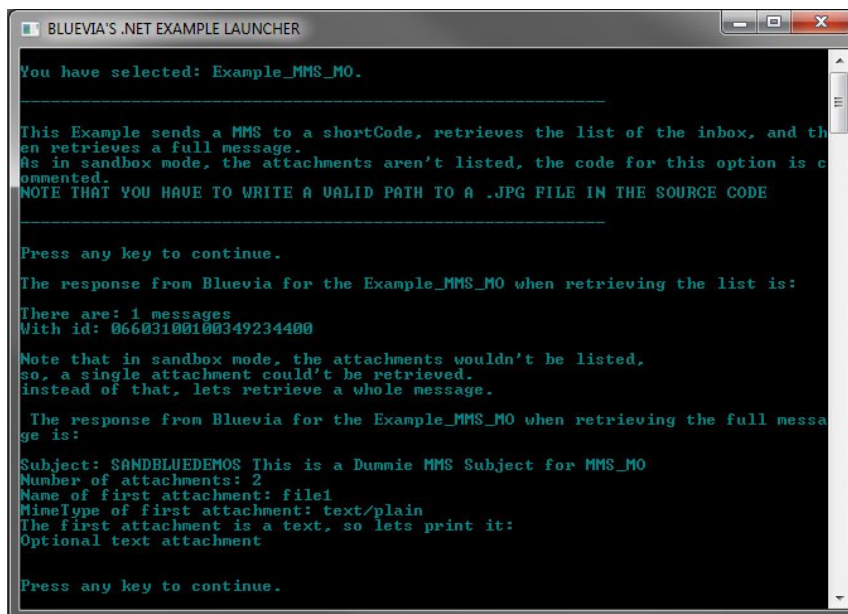 BLUEVIA'S .NET EXAMPLE LAUNCHER
You have selected: Example_MMS_MO.
This Example sends a MMS to a shortCode, retrieves the list of the inbox, and th
en retrieves a full message.
As in sandbox mode, the attachments aren't listed, the code for this option is c
ommented.
NOTE THAT YOU HAVE TO WRITE A VALID PATH TO A .JPG FILE IN THE SOURCE CODE
Press any key to continue.
The response from Bluevia for the Example_MMS_MO when retrieving the list is:
There are: 1 messages
With id: 06603100100349234400
Note that in sandbox mode, the attachments wouldn't be listed,
so, a single attachment could't be retrieved.
instead of that, lets retrieve a whole message.
The response from Bluevia for the Example_MMS_MO when retrieving the full messa
ge is:
Subject: SANDBLUEDEMOS This is a Dummie MMS Subject for MMS_MO
Number of attachments: 2
Name of first attachment: file1
MimeType of first attachment: text/plain
The first attachment is a text, so lets print it:
Optional text attachment
Press any key to continue.